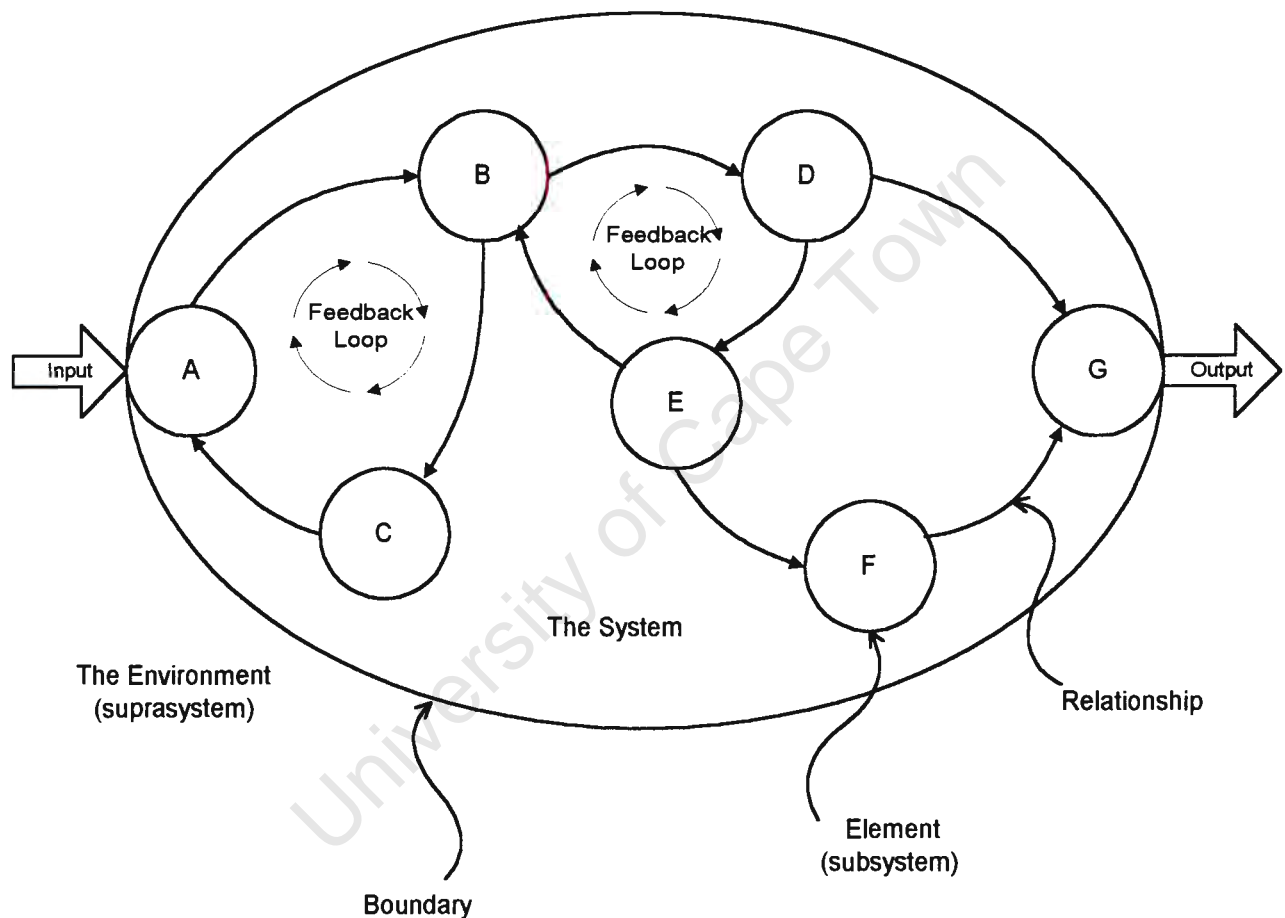 B
D
Feedback
Loop
Feedback
Loop
Input
A
G
Output
E
C
F
The System
The Environment
(suprasystem)
Relationship
Element
(subsystem)
Boundary
University of Cape Town